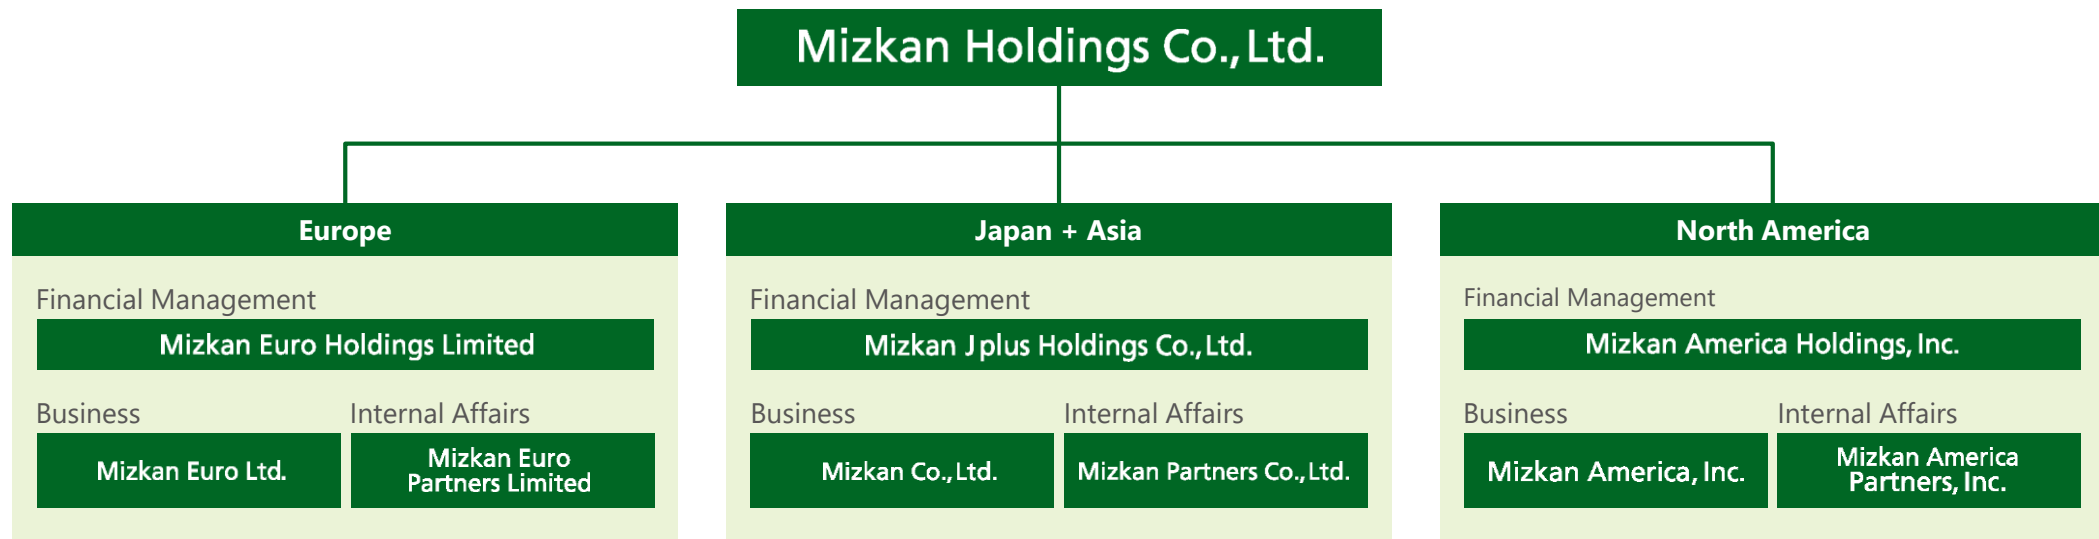 Mizkan Holdings Co., Ltd.
Europe
Financial Management
Mizkan Euro Holdings Limited
Business
Internal Affairs
Mizkan Euro Ltd.
Mizkan Euro
Partners Limited
Japan + Asia
Financial Management
Mizkan J plus Holdings Co., Ltd.
Business
Internal Affairs
Mizkan Co., Ltd.
Mizkan Partners Co., Ltd.
North America
Financial Management
Mizkan America Holdings, Inc.
Business
Internal Affairs
Mizkan America, Inc.
Mizkan America
Partners, Inc.